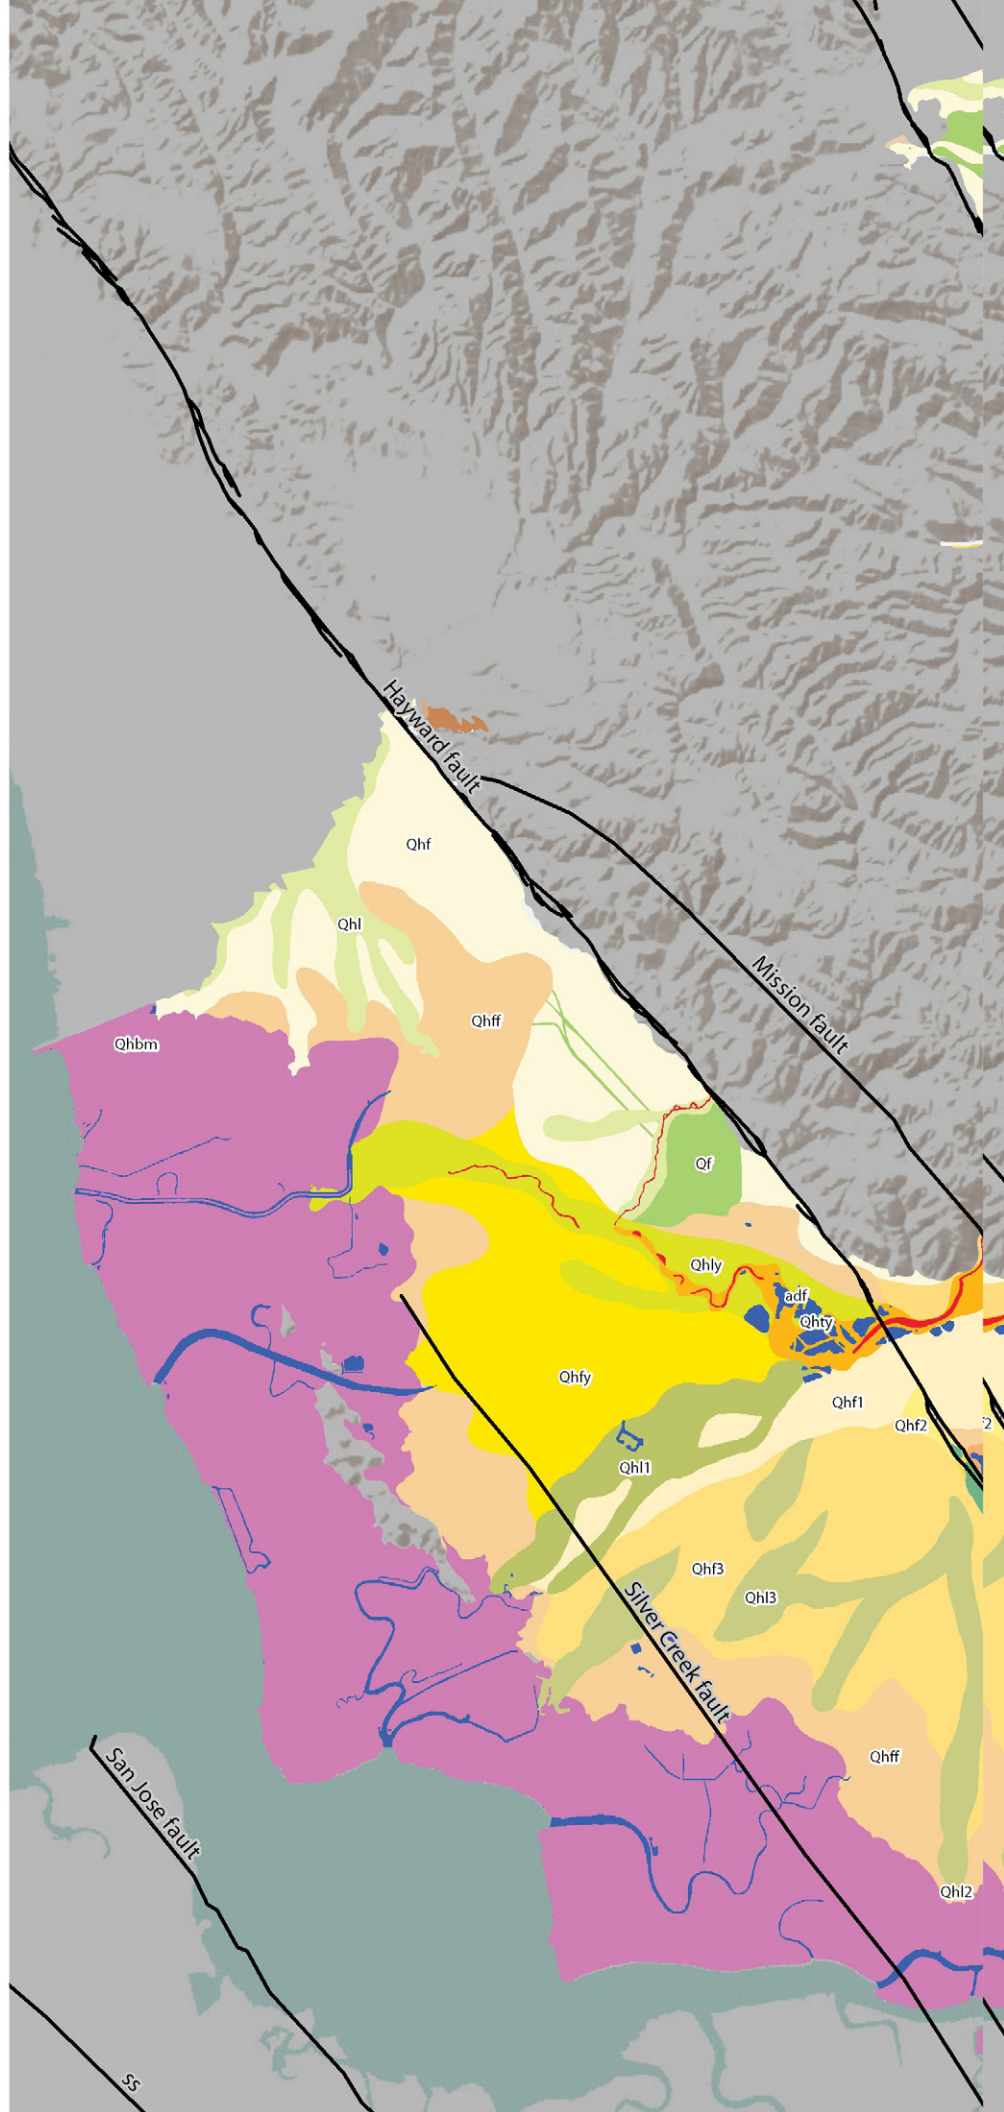 Hayward fault
Qhf
Qhl
Mission fault
Qhff
Qhbm
Qf
Qhly
adf
Qhty
Qhfy
Qhf1
Qhf2
f2
Qhl1
Qhf3
Qhl3
Silver Creek fault
Qhff
San Jose fault
Qhl2
ss